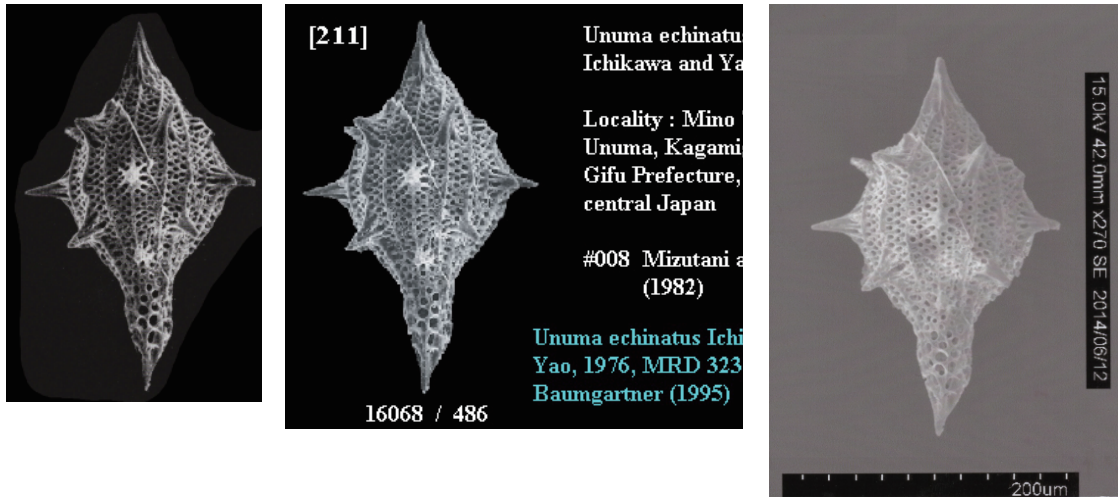 [211]
Unuma echinatus
Ichikawa and Ya
Locality : Mino
Unuma, Kagami
Gifu Prefecture,
central Japan
#008 Mizutani a
(1982)
Unuma echinatus Ichi
Yao, 1976, MRD 323
Baumgartner (1995)
16068 / 486
15.0kV 42.0mm x270 SE 2014/06/12
200um